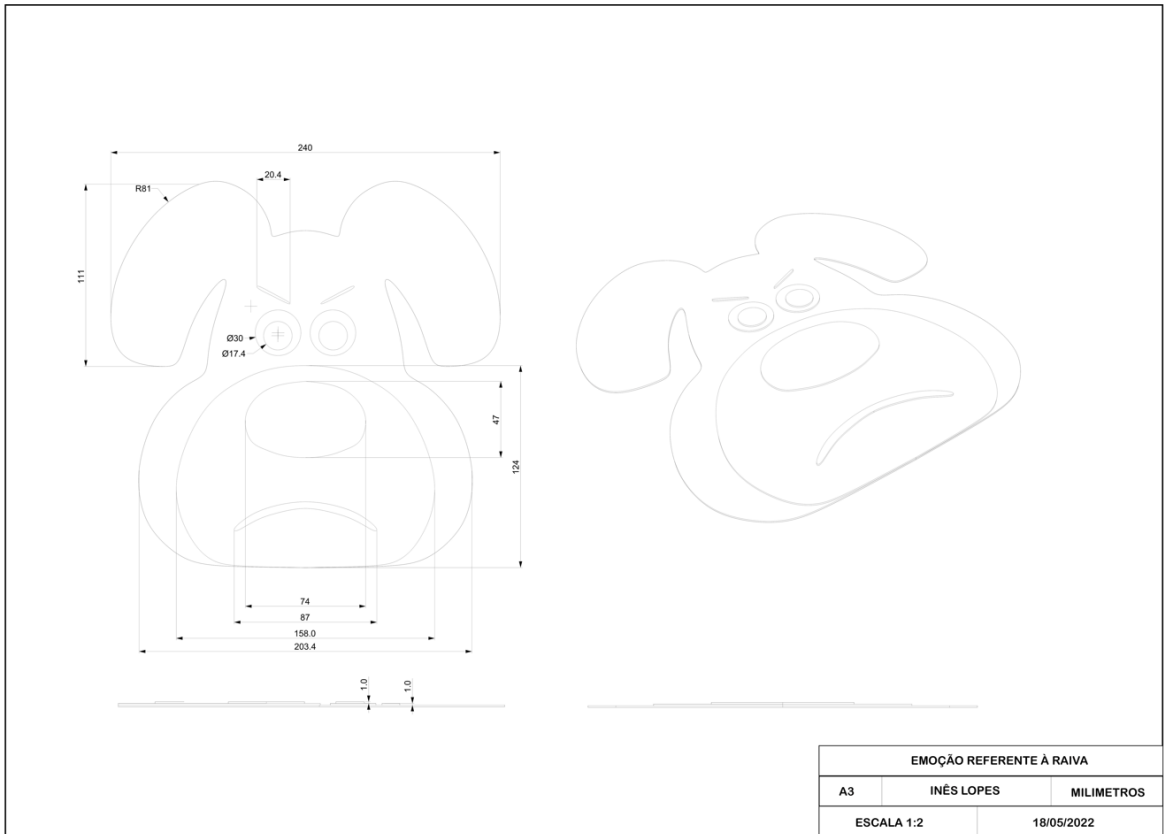 240
20.4
R81
111
Ø30
Ø17.4
47
124
74
87
158.0
203.4
1.0
1.0
EMOÇÃO REFERENTE À RAIVA
A3
INÊS LOPES
MILIMETROS
ESCALA 1:2
18/05/2022